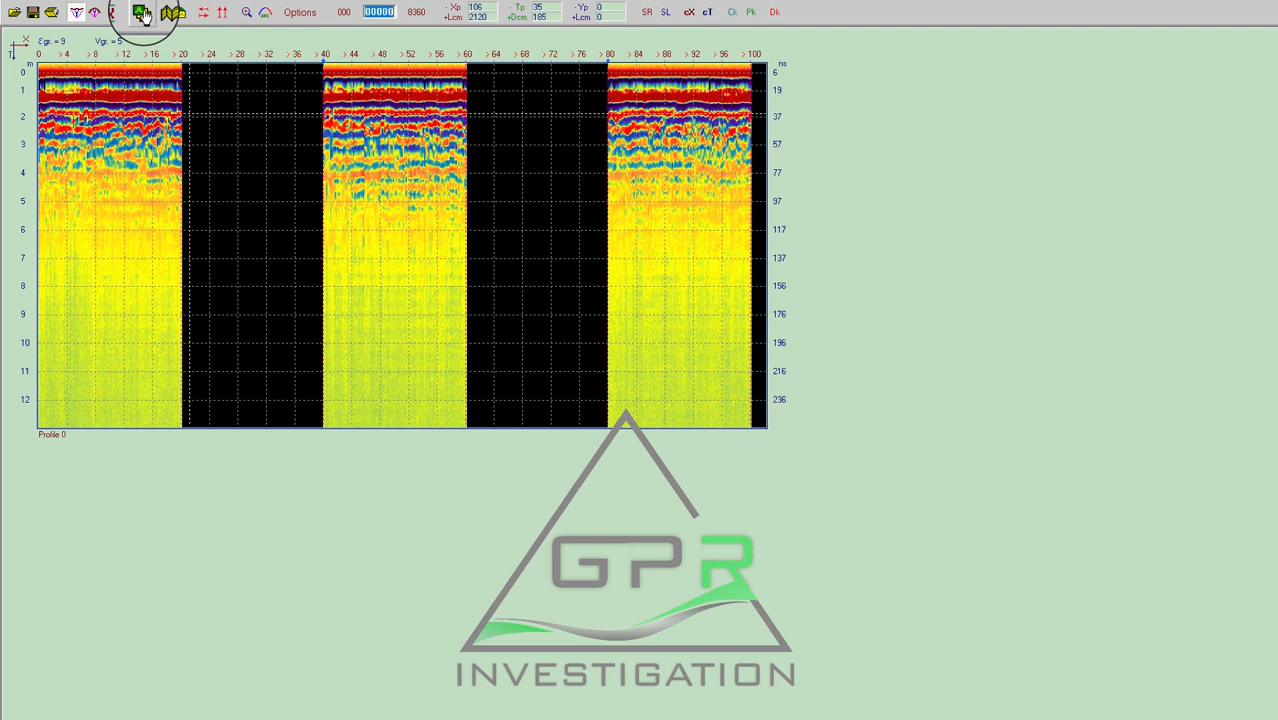 Options 000 00000 8360 - Xp 106 - Tp 35 - Yp 0 SR SL cX cT Ck Pk Dk
+Lcm 2120 +Dcm 185 +Lcm 0
X
Ɛgr. = 9 Vgr. = 5
T
0 > 4 > 8 > 12 > 16 > 20 > 24 > 28 > 32 > 36 > 40 > 44 > 48 > 52 > 56 > 60 > 64 > 68 > 72 > 76 > 80 > 84 > 88 > 92 > 96 > 100
m ns
0 6
1 19
2 37
3 57
4 77
5 97
6 117
7 137
8 156
9 176
10 196
11 216
12 236
Profile 0
GPR
INVESTIGATION